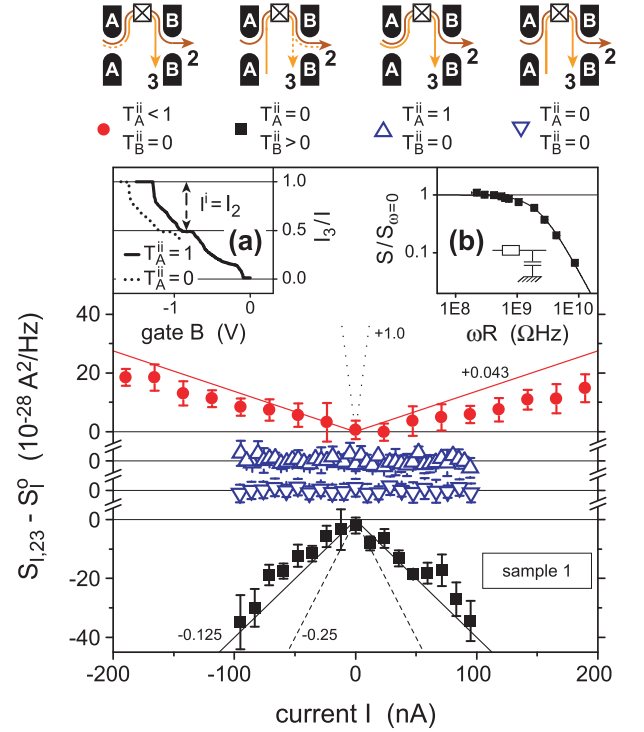 A B A B A B A B
2 2 2 2
A B A B A B A B
3 3 3 3
T_A^ii < 1 T_A^ii = 0 T_A^ii = 1 T_A^ii = 0
T_B^ii = 0 T_B^ii > 0 T_B^ii = 0 T_B^ii = 0
1.0
I^i = I_2
0.5
(a)
T_A^ii = 1
T_A^ii = 0
0.0
I_3/I
-1 0
gate B (V)
S/S_ω=0
1
0.1
(b)
1E8 1E9 1E10
ωR (ΩHz)
S_I,23 - S_I^o (10^-28 A^2/Hz)
40
20
0
0
0
0
-20
-40
+1.0
+0.043
sample 1
-0.125
-0.25
-200 -100 0 100 200
current I (nA)